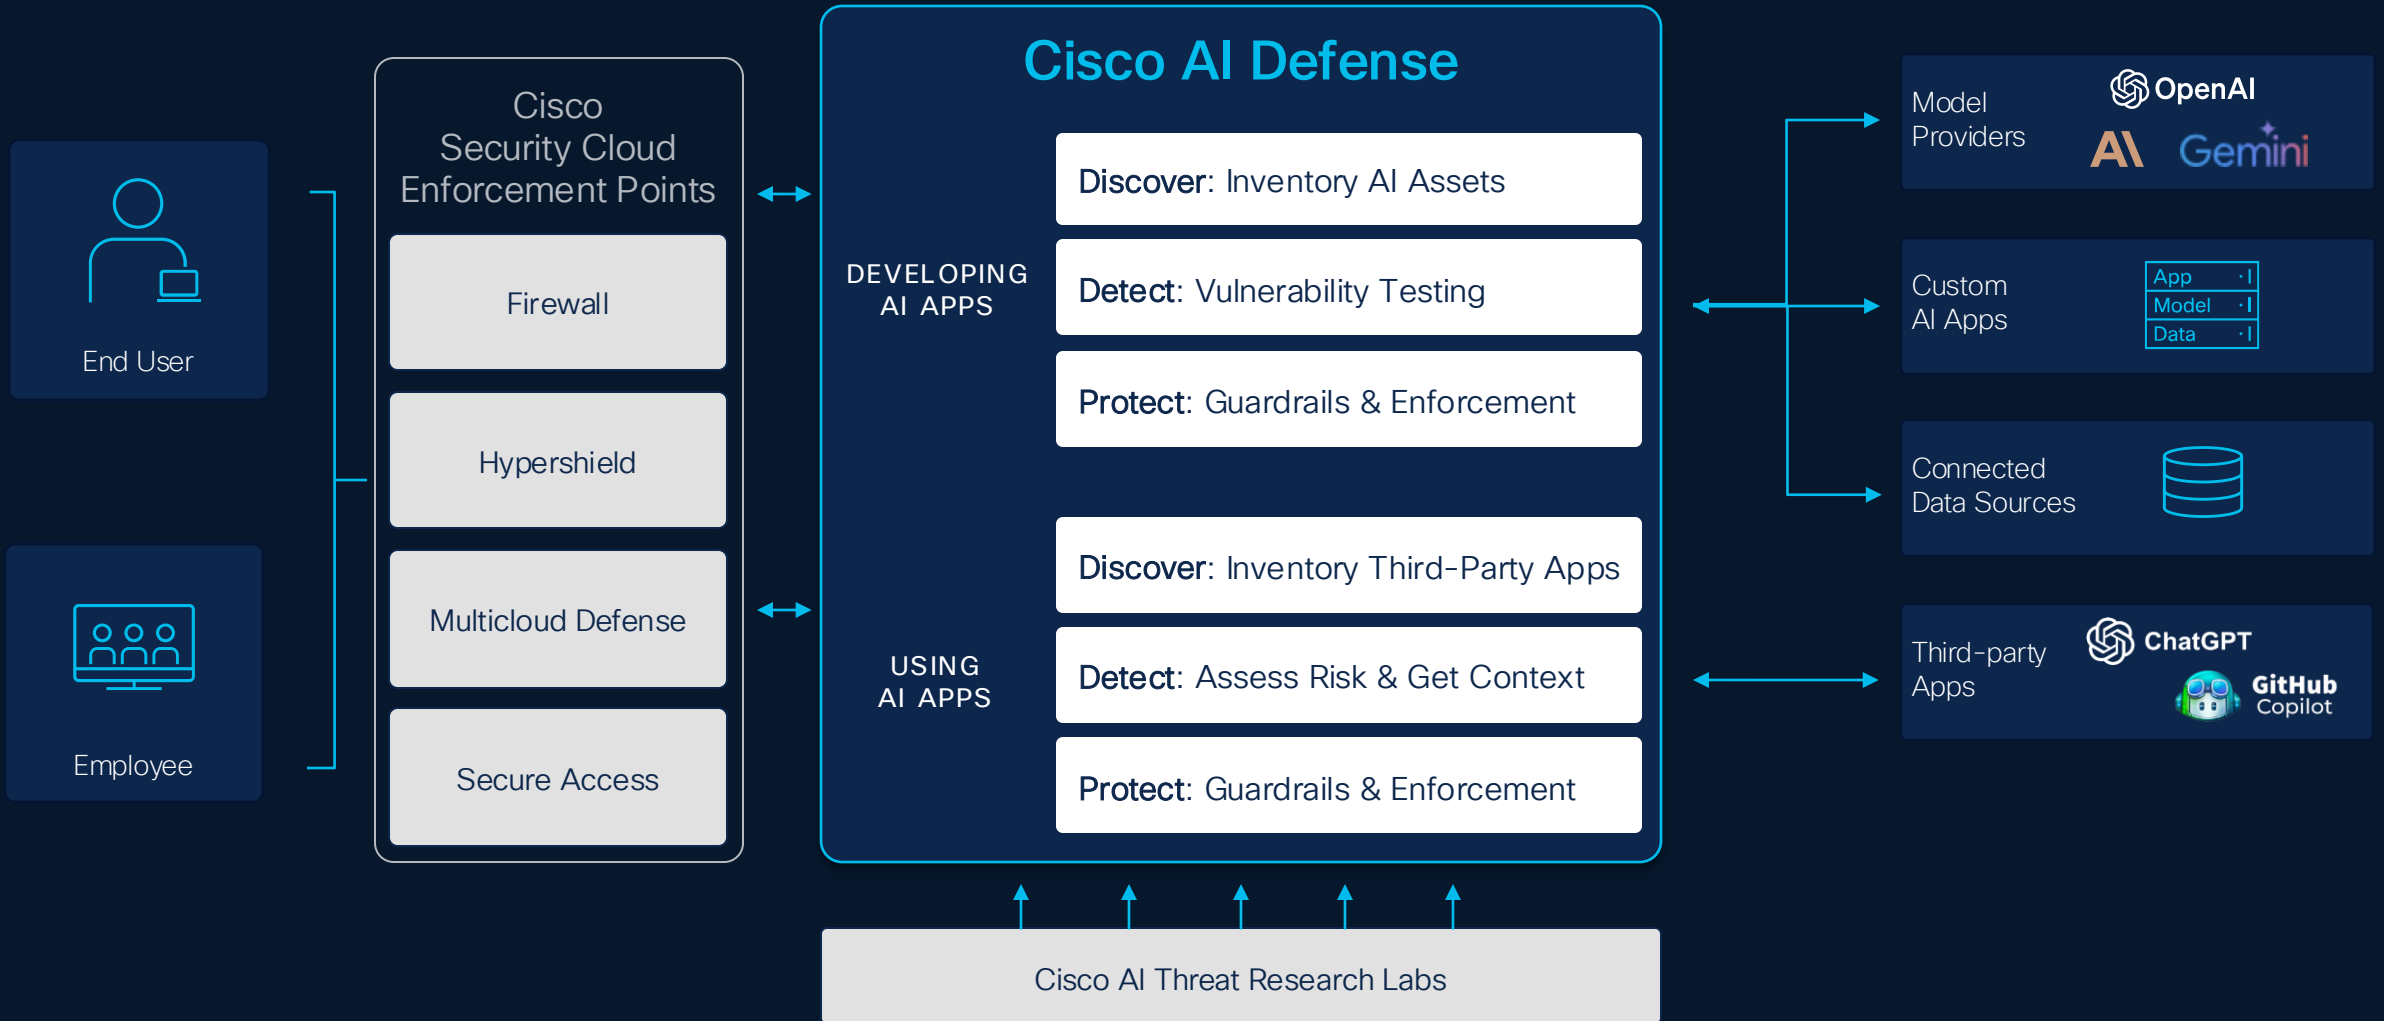 End User
Employee
Cisco
Security Cloud
Enforcement Points
Firewall
Hypershield
Multicloud Defense
Secure Access
Cisco AI Defense
DEVELOPING
AI APPS
Discover: Inventory AI Assets
Detect: Vulnerability Testing
Protect: Guardrails & Enforcement
USING
AI APPS
Discover: Inventory Third-Party Apps
Detect: Assess Risk & Get Context
Protect: Guardrails & Enforcement
Cisco AI Threat Research Labs
Model
Providers
OpenAI
AI Gemini
Custom
AI Apps
App
Model
Data
Connected
Data Sources
Third-party
Apps
ChatGPT
GitHub
Copilot